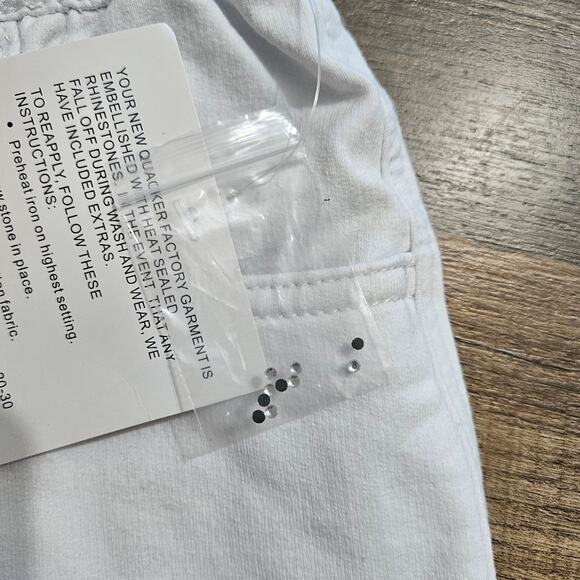 YOUR NEW QUACKER FACTORY GARMENT IS
EMBELLISHED WITH HEAT SEALED
RHINESTONES. IN THE EVENT THAT ANY
FALL OFF DURING WASH AND WEAR, WE
HAVE INCLUDED EXTRAS.
TO REAPPLY, FOLLOW THESE
INSTRUCTIONS:
• Preheat iron on highest setting.
stone in place.
fabric.
20-30